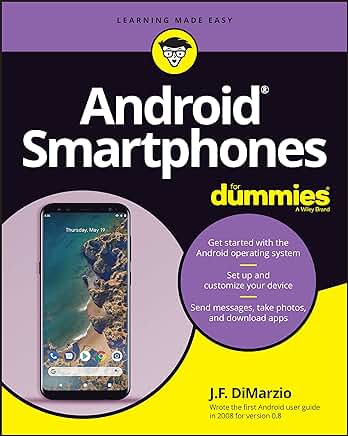 LEARNING MADE EASY
Android®
Smartphones
for
dummies®
A Wiley Brand
Thursday, May 19
Get started with the
Android operating system
Set up and
customize your device
Send messages, take photos,
and download apps
J.F. DiMarzio
Wrote the first Android user guide
in 2008 for version 0.8